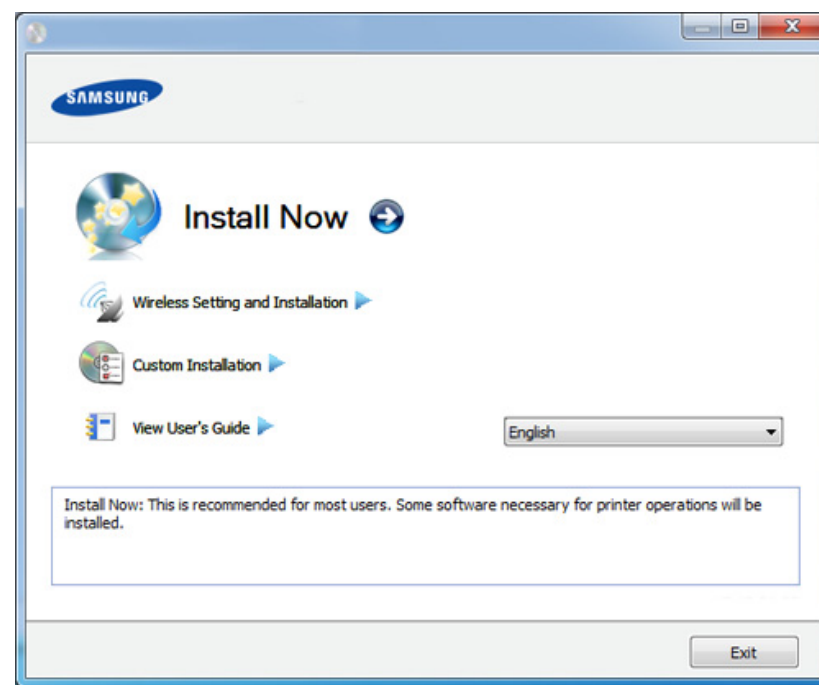 SAMSUNG
Install Now
Wireless Setting and Installation
Custom Installation
View User's Guide
English
Install Now: This is recommended for most users. Some software necessary for printer operations will be
installed.
Exit